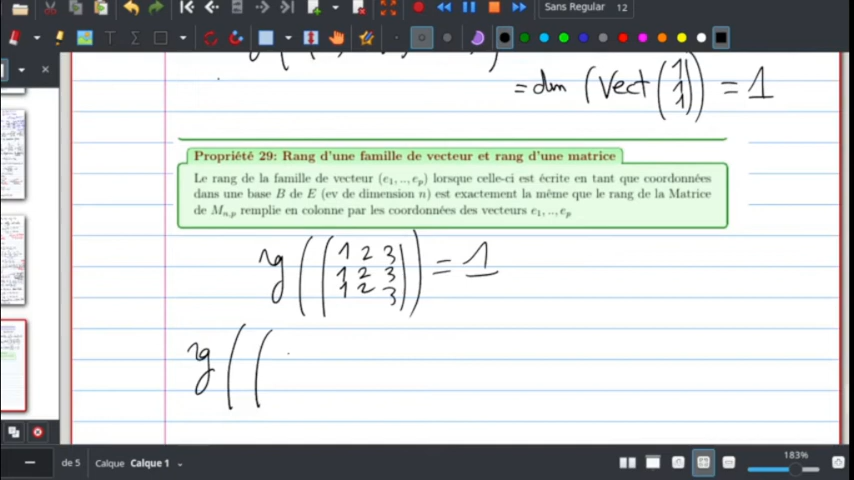 Sans Regular 12
= dim (Vect (1 1 1)) = 1
Propriété 29: Rang d'une famille de vecteur et rang d'une matrice
Le rang de la famille de vecteur (e₁,..,eₚ) lorsque celle-ci est écrite en tant que coordonnées
dans une base B de E (ev de dimension n) est exactement la même que le rang de la Matrice
de Mₙ,ₚ remplie en colonne par les coordonnées des vecteurs e₁,..,eₚ
rg ((1 2 3
1 2 3
1 2 3)) = 1
rg ((
de 5 Calque Calque 1 183%